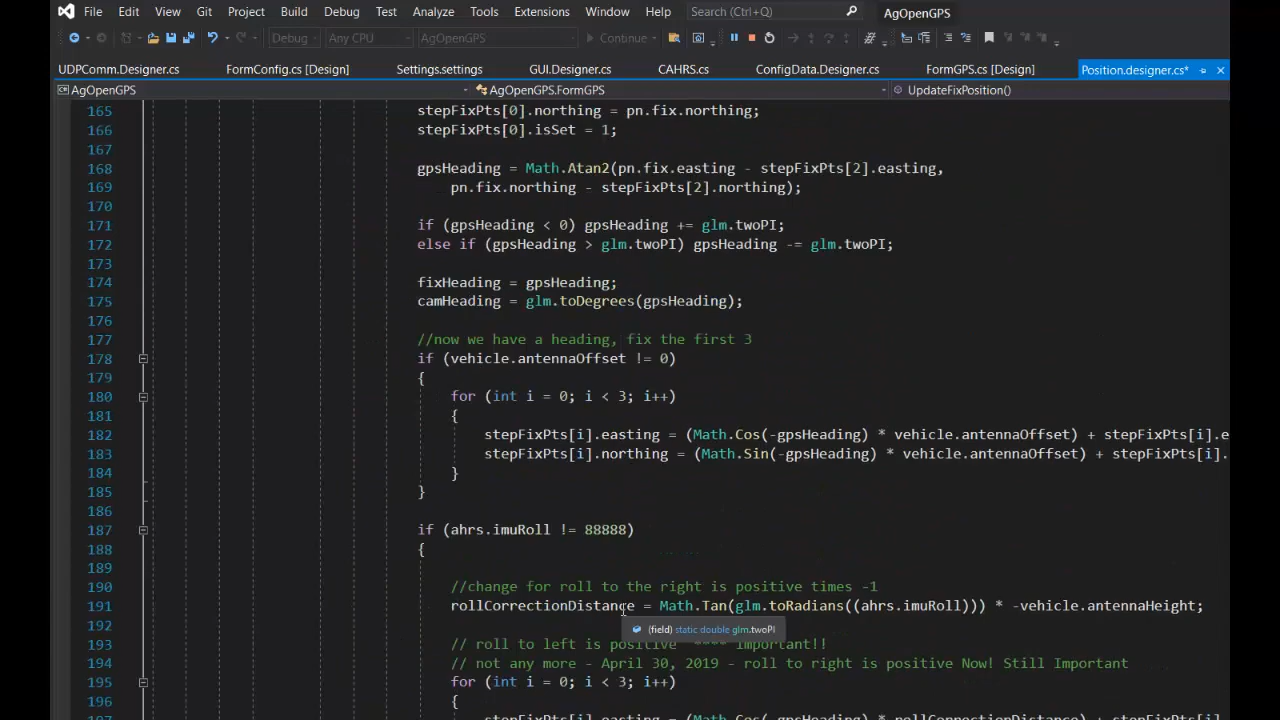 File Edit View Git Project Build Debug Test Analyze Tools Extensions Window Help Search (Ctrl+Q) AgOpenGPS
Debug Any CPU AgOpenGPS Continue
UDPComm.Designer.cs FormConfig.cs [Design] Settings.settings GUI.Designer.cs CAHRS.cs ConfigData.Designer.cs FormGPS.cs [Design] Position.designer.cs*
AgOpenGPS AgOpenGPS.FormGPS UpdateFixPosition()
165 stepFixPts[0].northing = pn.fix.northing;
166 stepFixPts[0].isSet = 1;
167
168 gpsHeading = Math.Atan2(pn.fix.easting - stepFixPts[2].easting,
169 pn.fix.northing - stepFixPts[2].northing);
170
171 if (gpsHeading < 0) gpsHeading += glm.twoPI;
172 else if (gpsHeading > glm.twoPI) gpsHeading -= glm.twoPI;
173
174 fixHeading = gpsHeading;
175 camHeading = glm.toDegrees(gpsHeading);
176
177 //now we have a heading, fix the first 3
178 if (vehicle.antennaOffset != 0)
179 {
180 for (int i = 0; i < 3; i++)
181 {
182 stepFixPts[i].easting = (Math.Cos(-gpsHeading) * vehicle.antennaOffset) + stepFixPts[i].e
183 stepFixPts[i].northing = (Math.Sin(-gpsHeading) * vehicle.antennaOffset) + stepFixPts[i].
184 }
185 }
186
187 if (ahrs.imuRoll != 88888)
188 {
189
190 //change for roll to the right is positive times -1
191 rollCorrectionDistance = Math.Tan(glm.toRadians((ahrs.imuRoll))) * -vehicle.antennaHeight;
192 (field) static double glm.twoPI
193 // roll to left is positive **** important!!
194 // not any more - April 30, 2019 - roll to right is positive Now! Still Important
195 for (int i = 0; i < 3; i++)
196 {
197 stepFixPts[i].easting = (Math.Cos(-gpsHeading) * rollCorrectionDistance) + stepFixPts[i].